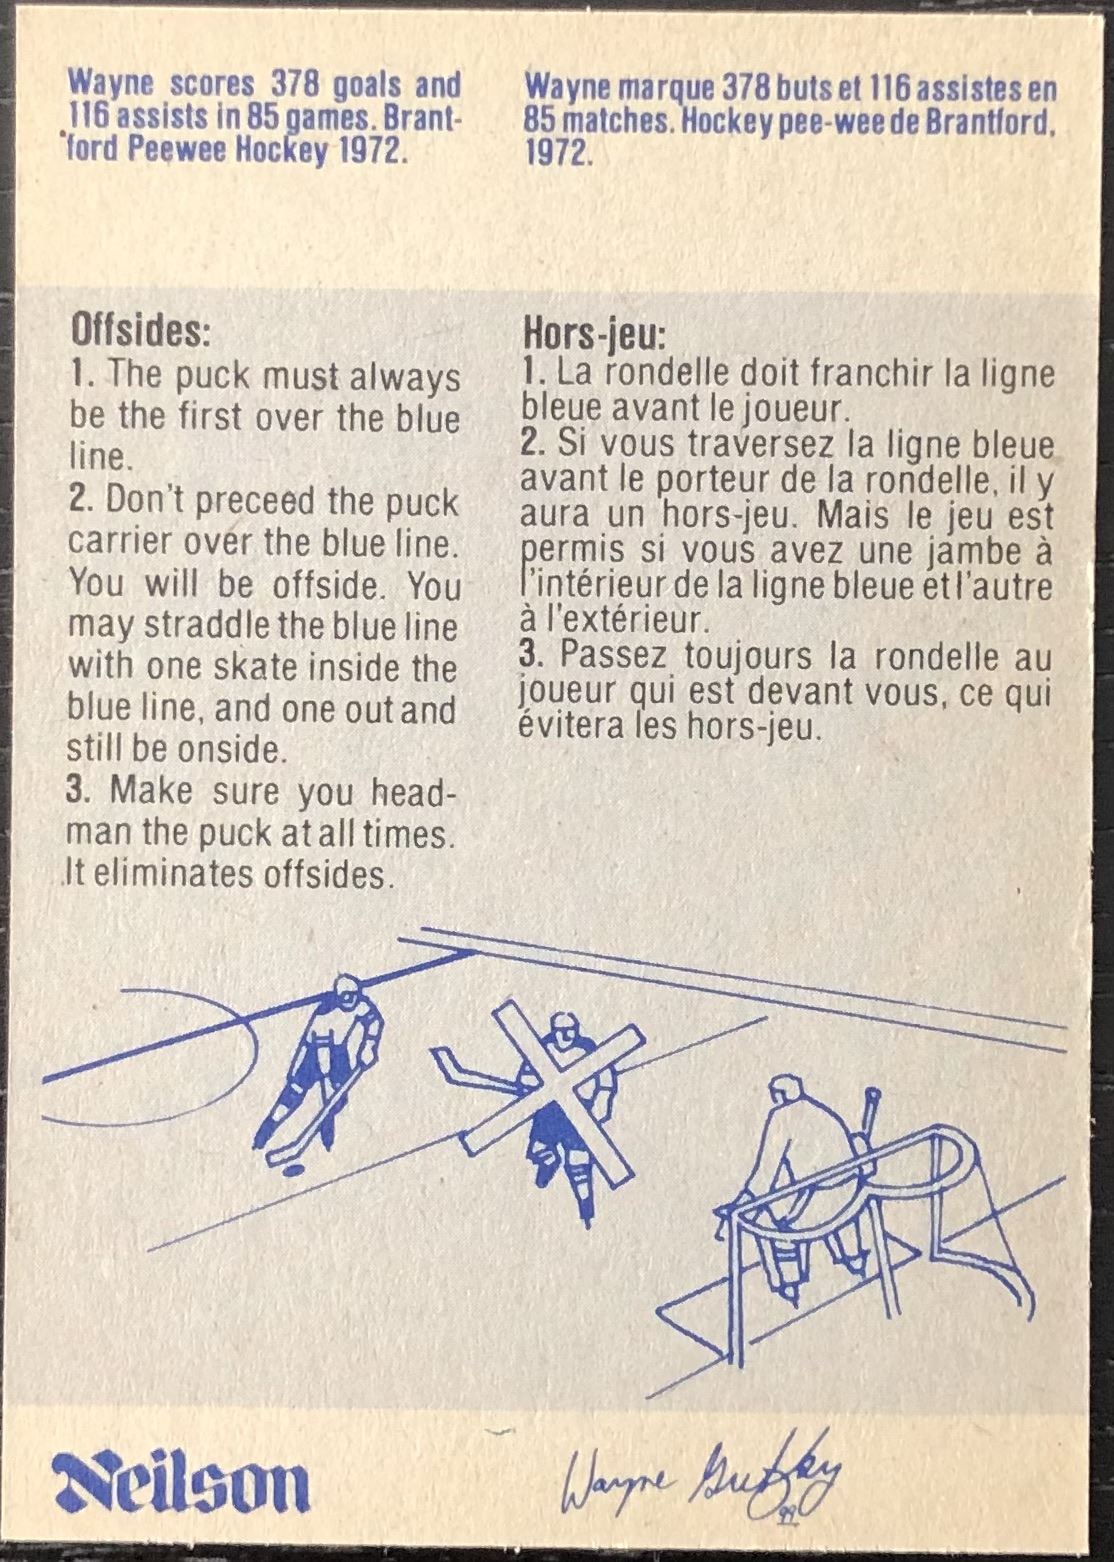 Wayne scores 378 goals and
116 assists in 85 games. Brant-
ford Peewee Hockey 1972.
Wayne marque 378 buts et 116 assistes en
85 matches. Hockey pee-wee de Brantford,
1972.
Offsides:
1. The puck must always
be the first over the blue
line.
2. Don't preceed the puck
carrier over the blue line.
You will be offside. You
may straddle the blue line
with one skate inside the
blue line, and one out and
still be onside.
3. Make sure you head-
man the puck at all times.
It eliminates offsides.
Hors-jeu:
1. La rondelle doit franchir la ligne
bleue avant le joueur.
2. Si vous traversez la ligne bleue
avant le porteur de la rondelle, il y
aura un hors-jeu. Mais le jeu est
permis si vous avez une jambe à
l'intérieur de la ligne bleue et l'autre
à l'extérieur.
3. Passez toujours la rondelle au
joueur qui est devant vous, ce qui
évitera les hors-jeu.
Neilson
Wayne Gretzky
99